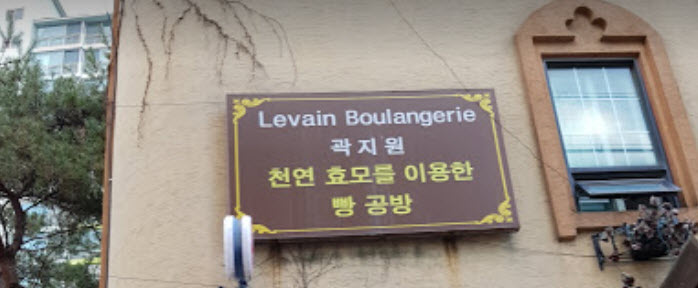 Levain Boulangerie
곽지원
천연 효모를 이용한
빵 공방